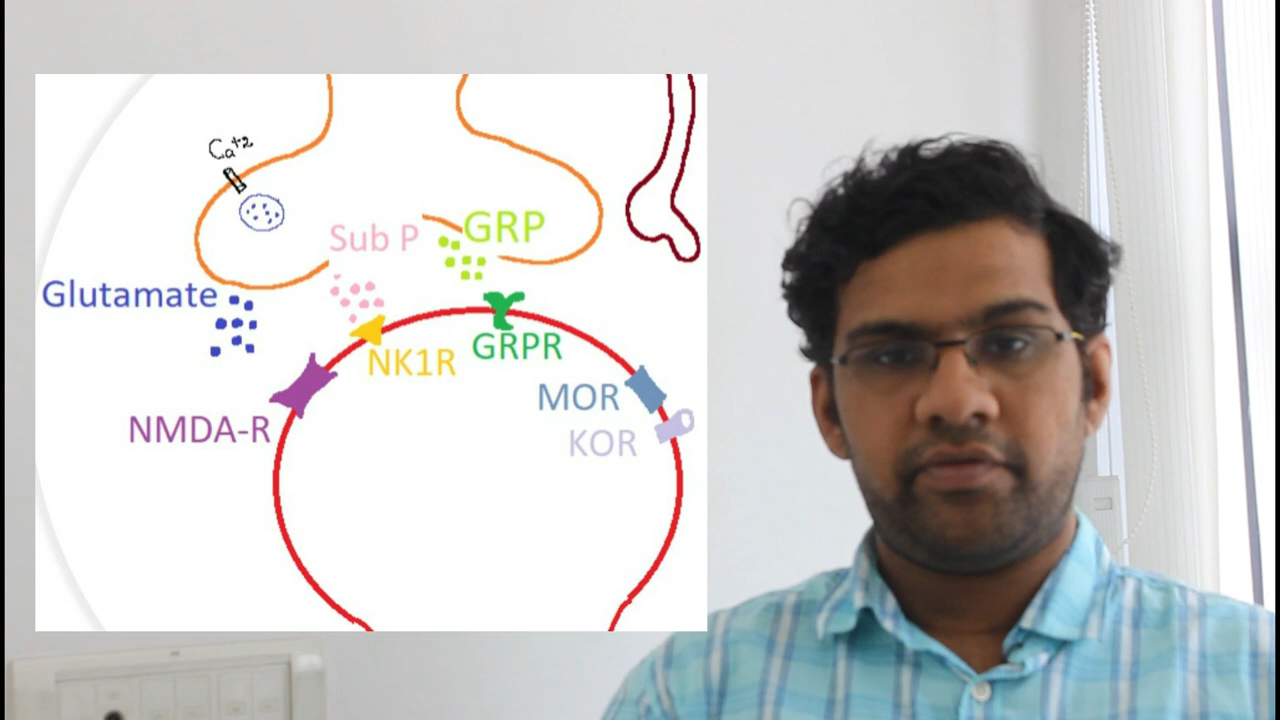 Ca+2
Sub P
GRP
Glutamate
NK1R
GRPR
MOR
NMDA-R
KOR